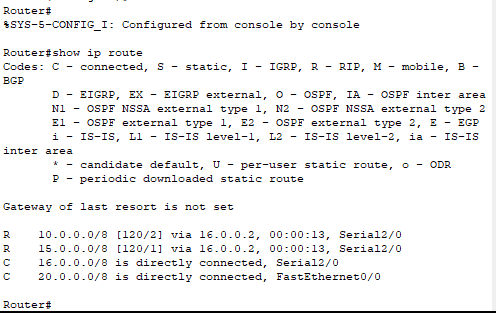 Router#
%SYS-5-CONFIG_I: Configured from console by console
Router#show ip route
Codes: C - connected, S - static, I - IGRP, R - RIP, M - mobile, B -
BGP
D - EIGRP, EX - EIGRP external, O - OSPF, IA - OSPF inter area
N1 - OSPF NSSA external type 1, N2 - OSPF NSSA external type 2
E1 - OSPF external type 1, E2 - OSPF external type 2, E - EGP
i - IS-IS, L1 - IS-IS level-1, L2 - IS-IS level-2, ia - IS-IS
inter area
* - candidate default, U - per-user static route, o - ODR
P - periodic downloaded static route
Gateway of last resort is not set
R 10.0.0.0/8 [120/2] via 16.0.0.2, 00:00:13, Serial2/0
R 15.0.0.0/8 [120/1] via 16.0.0.2, 00:00:13, Serial2/0
C 16.0.0.0/8 is directly connected, Serial2/0
C 20.0.0.0/8 is directly connected, FastEthernet0/0
Router#